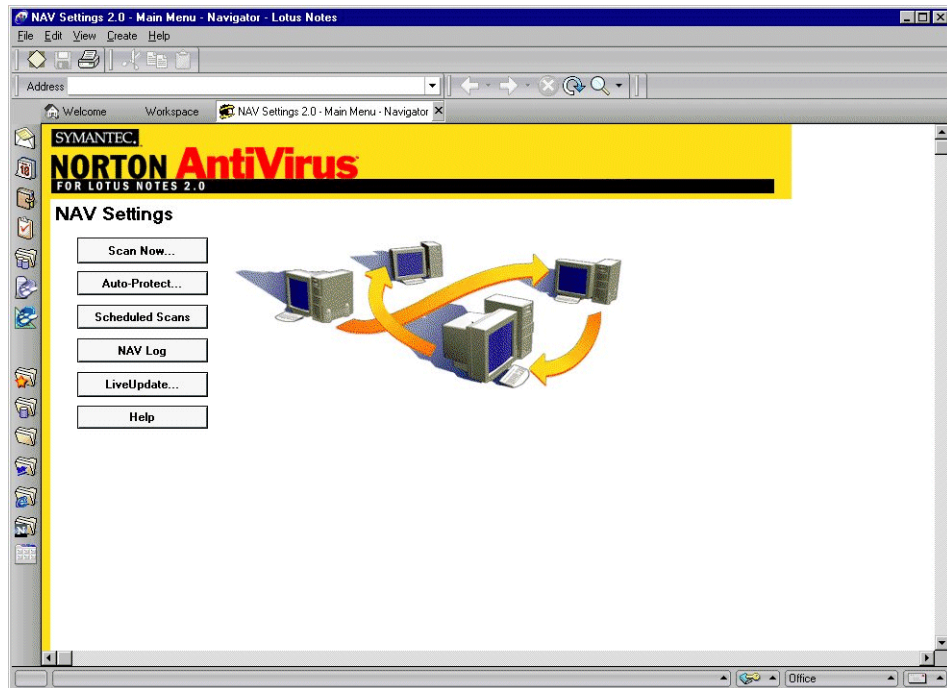 NAV Settings 2.0 - Main Menu - Navigator - Lotus Notes
File Edit View Create Help
Address
Welcome Workspace NAV Settings 2.0 - Main Menu - Navigator
SYMANTEC.
NORTON AntiVirus
FOR LOTUS NOTES 2.0
NAV Settings
Scan Now...
Auto-Protect...
Scheduled Scans
NAV Log
LiveUpdate...
Help
Office